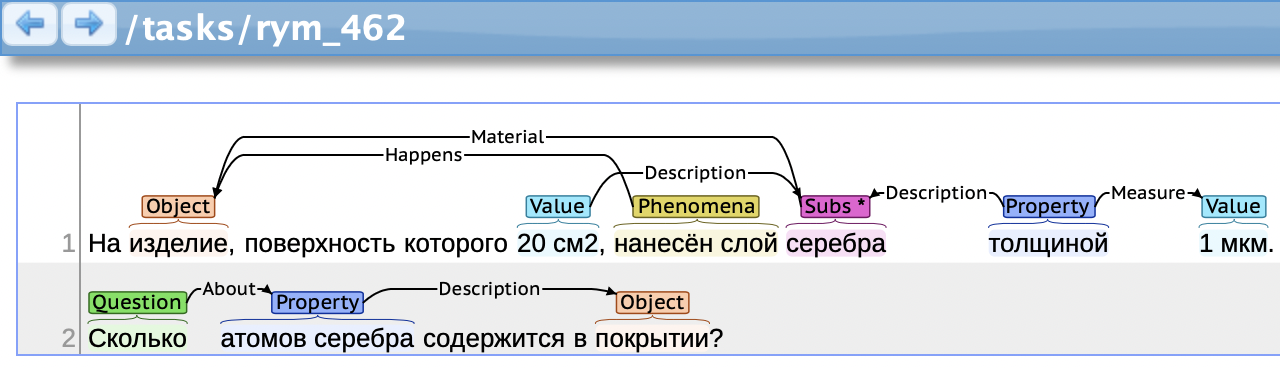 /tasks/rym_462
Material
Happens
Description
Object Value Phenomena Subs * Description Property Measure Value
1 На изделие, поверхность которого 20 см2, нанесён слой серебра толщиной 1 мкм.
Question About Property Description Object
2 Сколько атомов серебра содержится в покрытии?